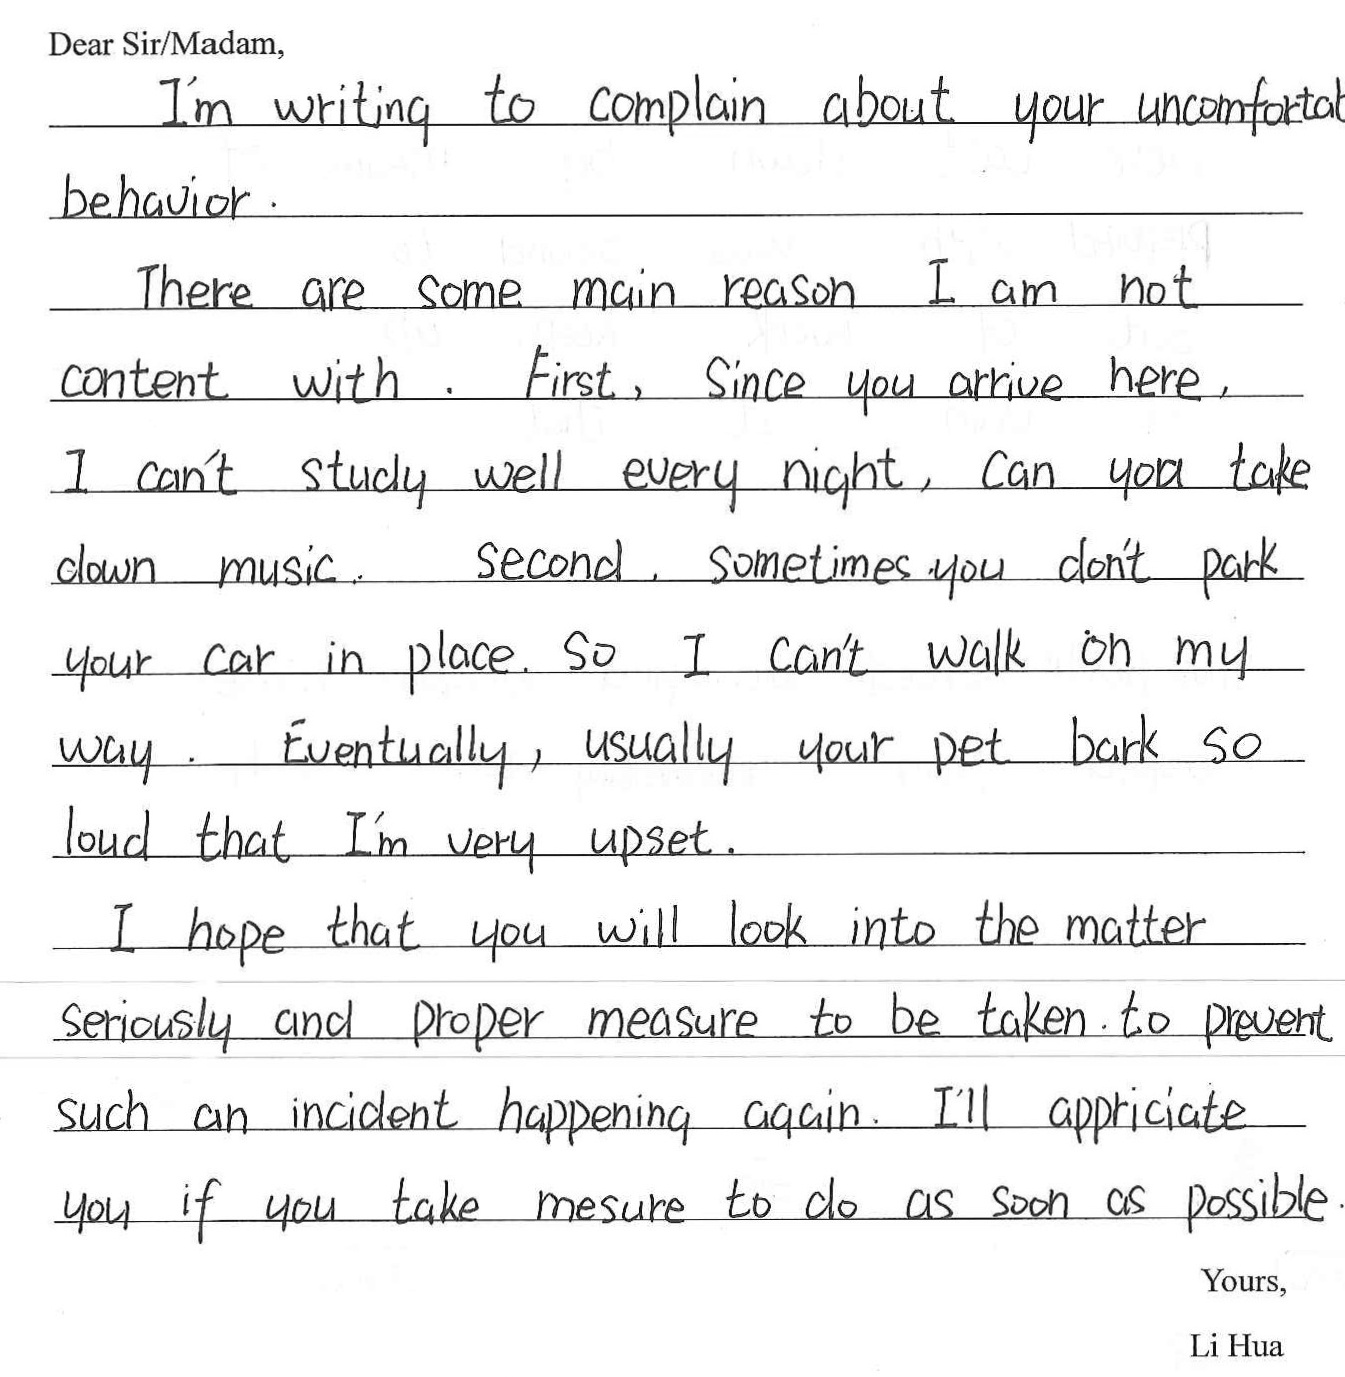 Dear Sir/Madam,
I'm writing to complain about your uncomfortab
behavior.
There are some main reason I am not
content with. First, Since you arrive here,
I can't study well every night, Can you take
down music. Second. Sometimes you don't park
your car in place. So I can't walk on my
way. Eventually, usually your pet bark so
loud that I'm very upset.
I hope that you will look into the matter
seriously and proper measure to be taken. to prevent
such an incident happening again. I'll appriciate
you if you take mesure to do as soon as possible.
Yours,
Li Hua